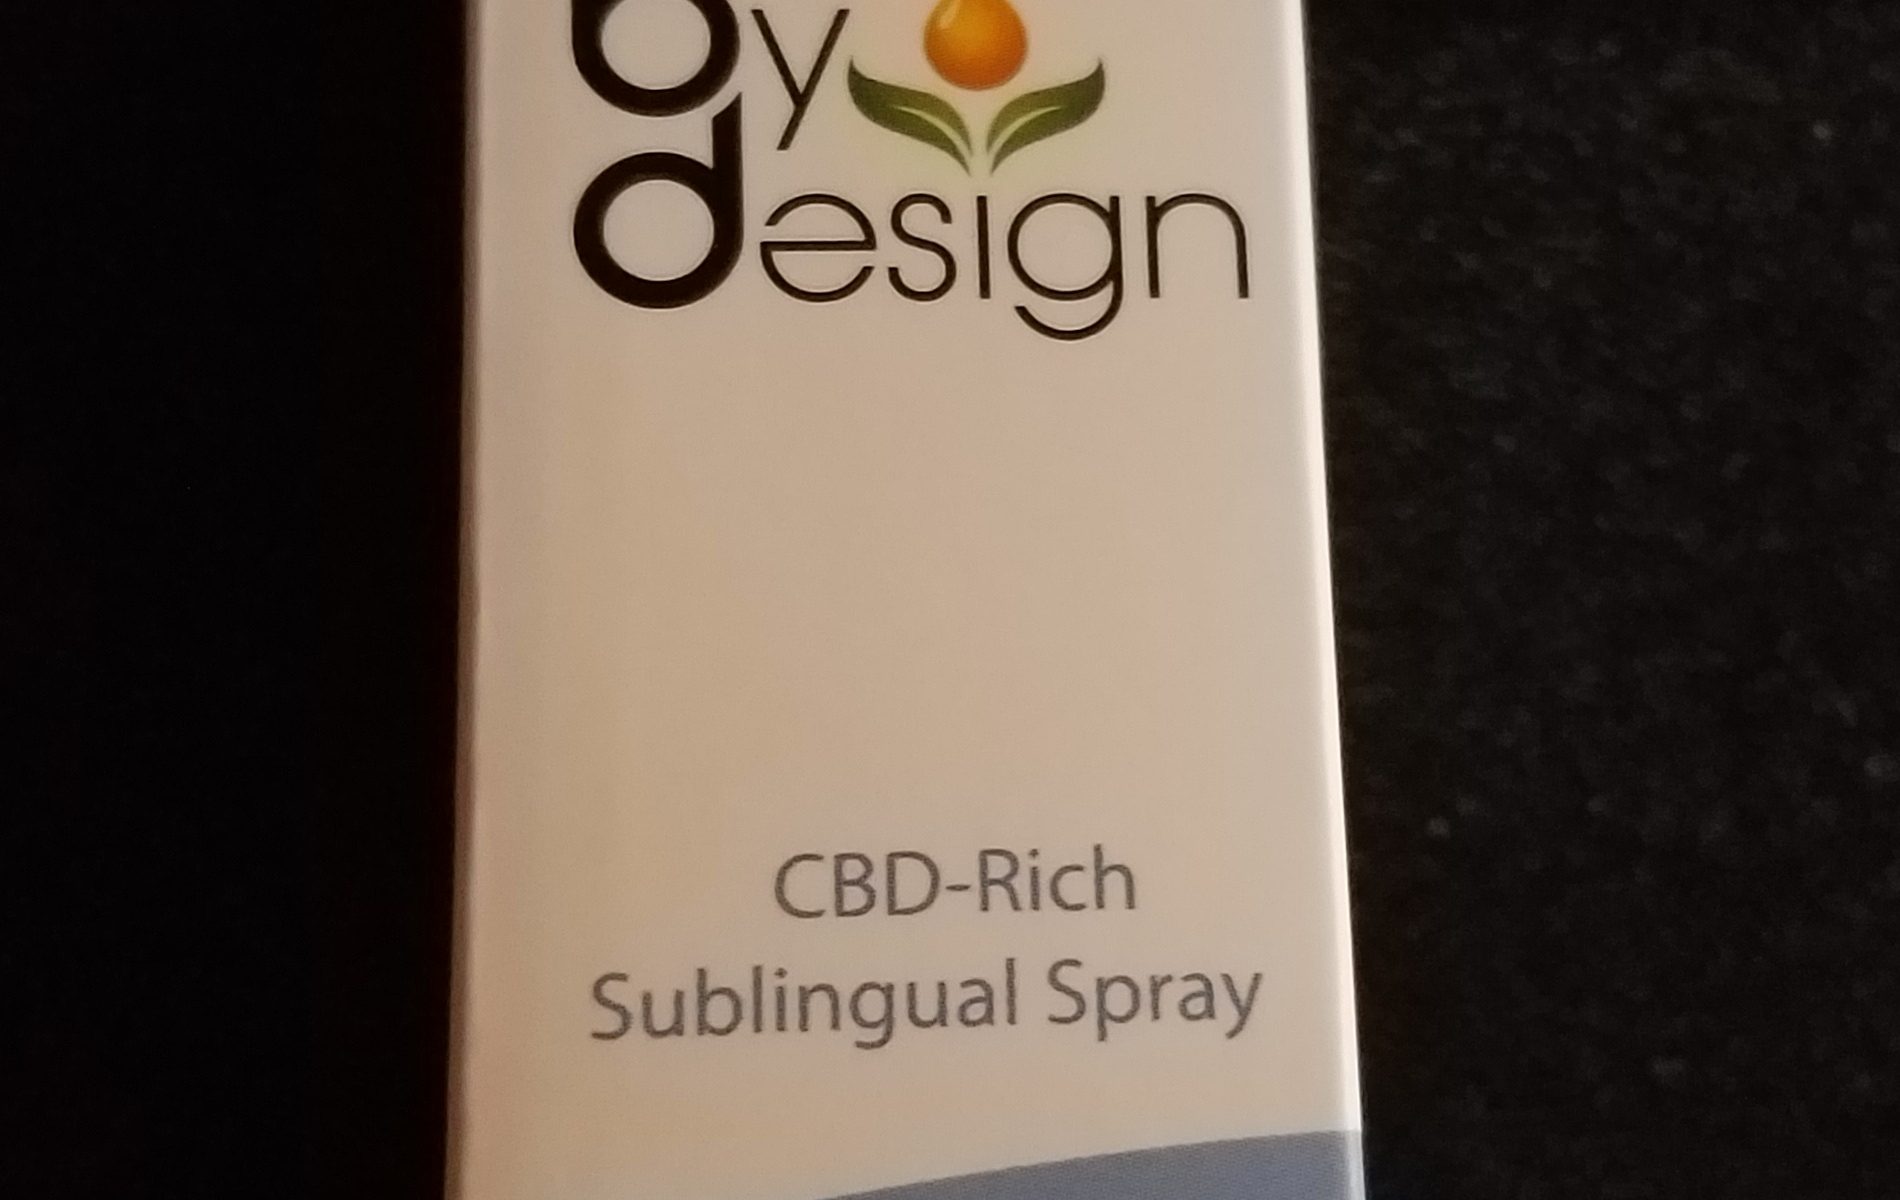 by
design
CBD-Rich
Sublingual Spray